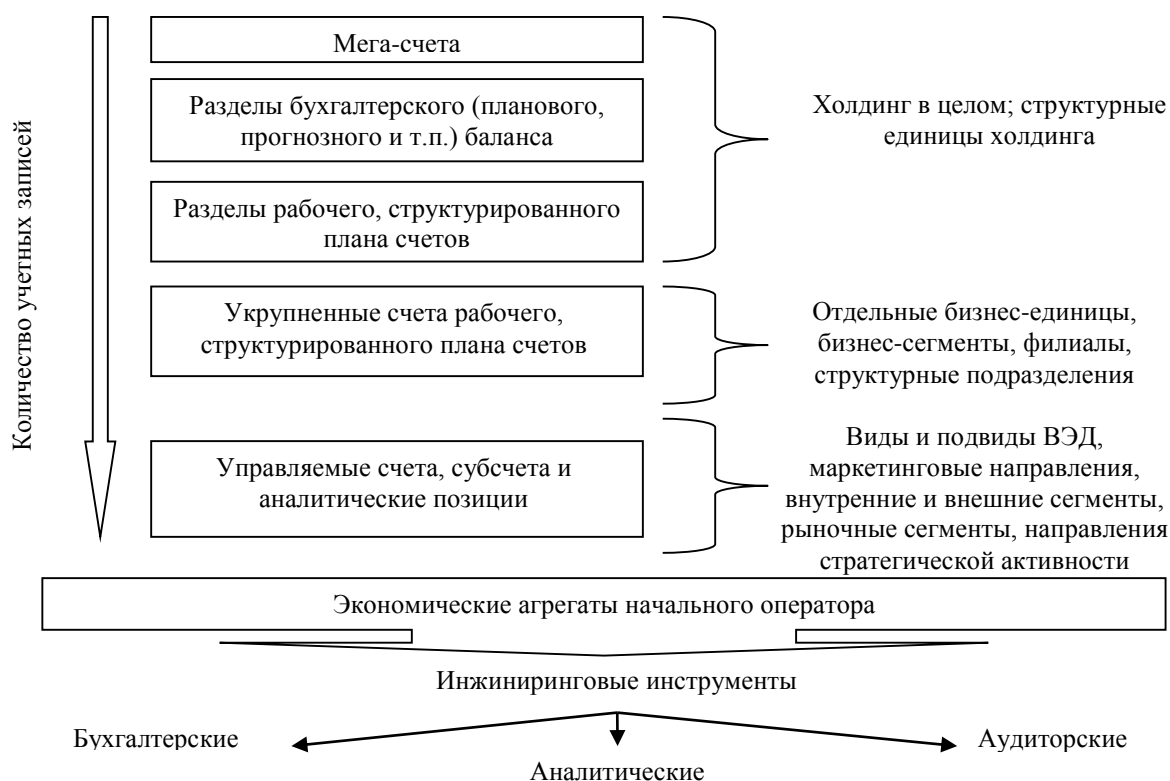 Количество учетных записей
Мега-счета
Разделы бухгалтерского (планового,
прогнозного и т.п.) баланса
Разделы рабочего, структурированного
плана счетов
Холдинг в целом; структурные
единицы холдинга
Укрупненные счета рабочего,
структурированного плана счетов
Отдельные бизнес-единицы,
бизнес-сегменты, филиалы,
структурные подразделения
Управляемые счета, субсчета и
аналитические позиции
Виды и подвиды ВЭД,
маркетинговые направления,
внутренние и внешние сегменты,
рыночные сегменты, направления
стратегической активности
Экономические агрегаты начального оператора
Инжиниринговые инструменты
Бухгалтерские
Аналитические
Аудиторские